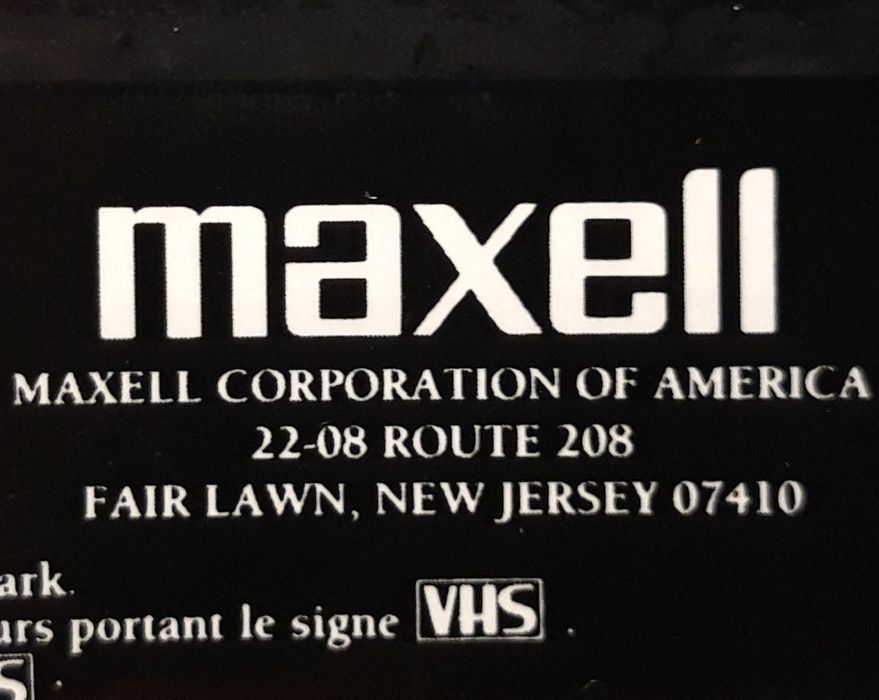 maxell
MAXELL CORPORATION OF AMERICA
22-08 ROUTE 208
FAIR LAWN, NEW JERSEY 07410
ark.
urs portant le signe VHS .
S .